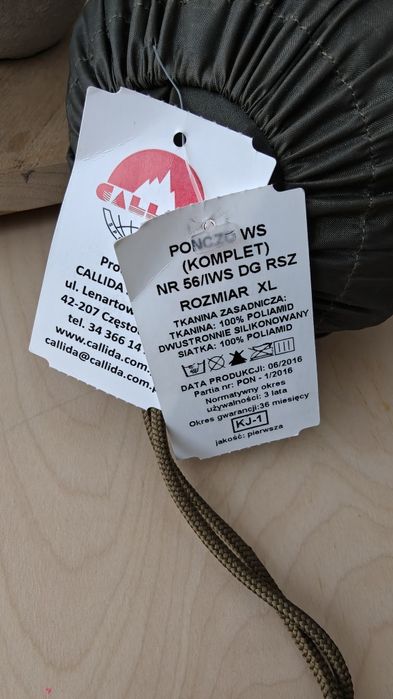 CALL
Pro
CALLIDA
ul. Lenartow
42-207 Często
tel. 34 366 14
www.callida.com
callida@callida.com.p
PONCZO WS
(KOMPLET)
NR 56/IWS DG RSZ
ROZMIAR XL
TKANINA ZASADNICZA:
TKANINA: 100% POLIAMID
DWUSTRONNIE SILIKONOWANY
SIATKA: 100% POLIAMID
DATA PRODUKCJI: 06/2016
Partia nr: PON - 1/2016
Normatywny okres
używalności: 3 lata
Okres gwarancji:36 miesięcy
KJ-1
jakość: pierwsza